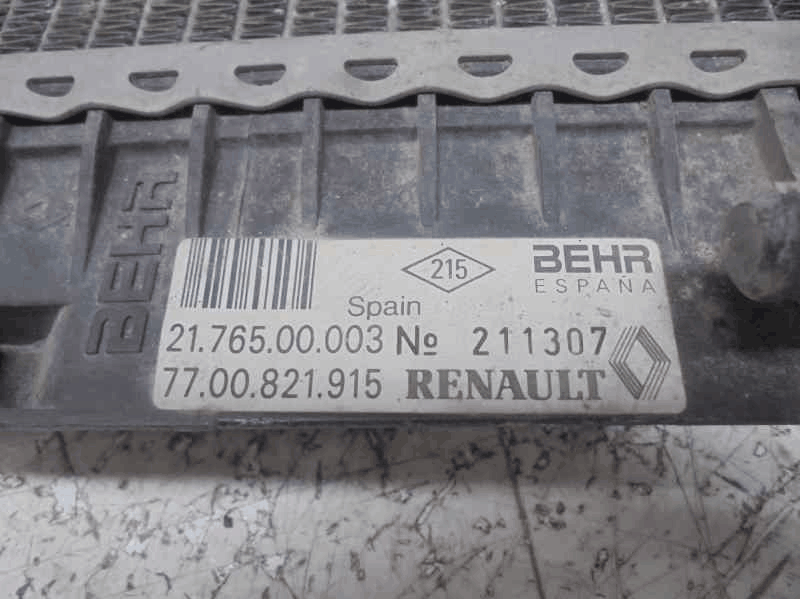 BEHR
215
BEHR
ESPAÑA
Spain
21.765.00.003 Nº 211307
77.00.821.915 RENAULT